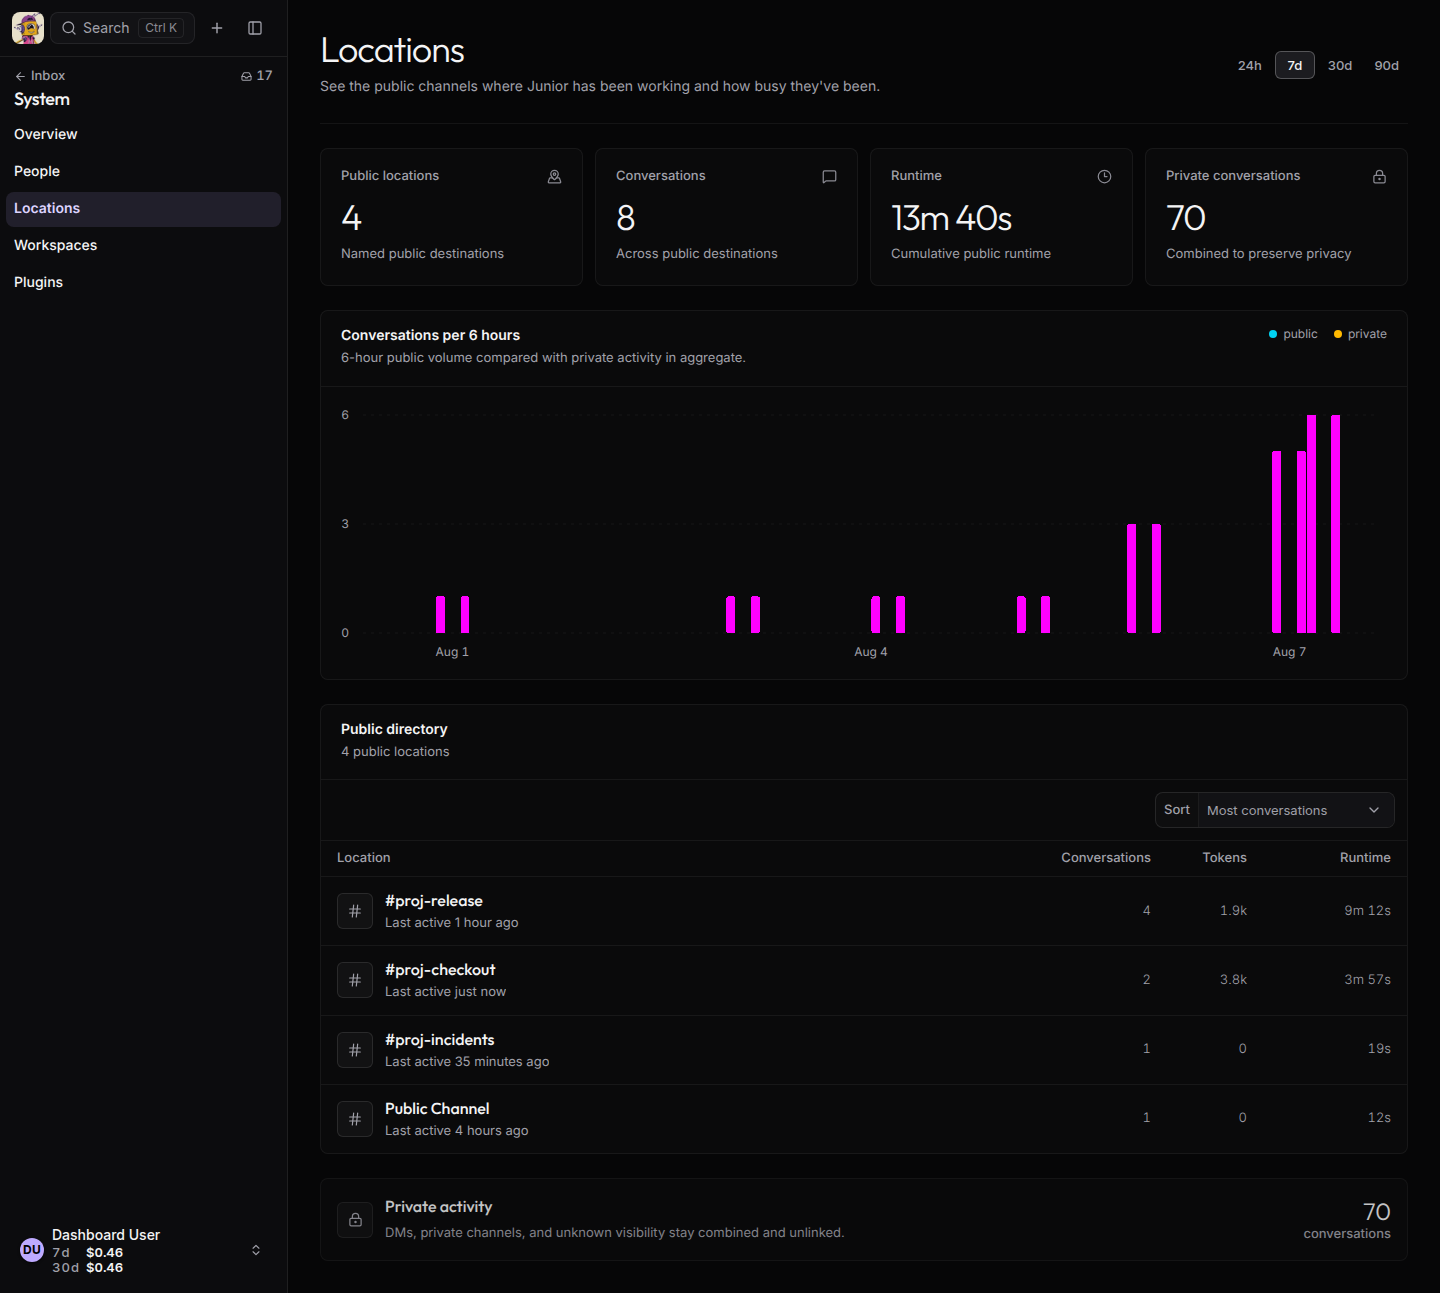 Search Ctrl K
Inbox 17
System
Overview
People
Locations
Workspaces
Plugins
Dashboard User
DU
7d $0.46
30d $0.46
Locations
See the public channels where Junior has been working and how busy they've been.
24h 7d 30d 90d
Public locations
4
Named public destinations
Conversations
8
Across public destinations
Runtime
13m 40s
Cumulative public runtime
Private conversations
70
Combined to preserve privacy
Conversations per 6 hours
6-hour public volume compared with private activity in aggregate.
public private
6
3
0
Aug 1 Aug 4 Aug 7
Public directory
4 public locations
Sort Most conversations
Location Conversations Tokens Runtime
#proj-release
Last active 1 hour ago
4 1.9k 9m 12s
#proj-checkout
Last active just now
2 3.8k 3m 57s
#proj-incidents
Last active 35 minutes ago
1 0 19s
Public Channel
Last active 4 hours ago
1 0 12s
Private activity
DMs, private channels, and unknown visibility stay combined and unlinked.
70
conversations